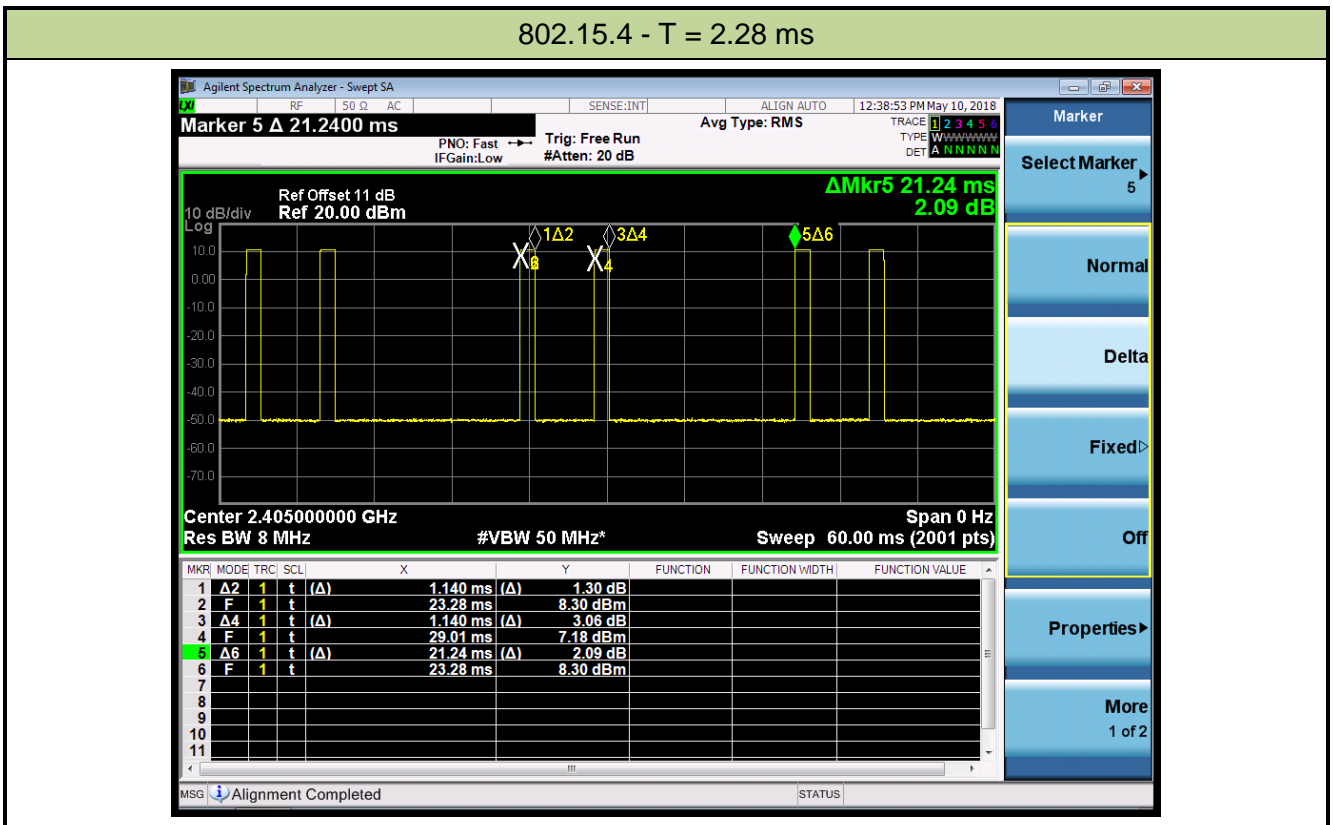 802.15.4 - T = 2.28 ms
Agilent Spectrum Analyzer - Swept SA
LXI RF 50 Ω AC SENSE:INT ALIGN AUTO 12:38:53 PM May 10, 2018
Marker 5 Δ 21.2400 ms
PNO: Fast
IFGain:Low
Trig: Free Run
#Atten: 20 dB
Avg Type: RMS
TRACE 1 2 3 4 5 6
TYPE W W W W W W
DET A N N N N N
ΔMkr5 21.24 ms
2.09 dB
Ref Offset 11 dB
10 dB/div Ref 20.00 dBm
Log
10.0
0.00
-10.0
-20.0
-30.0
-40.0
-50.0
-60.0
-70.0
1Δ2 3Δ4 5Δ6
4
Center 2.405000000 GHz Span 0 Hz
Res BW 8 MHz #VBW 50 MHz* Sweep 60.00 ms (2001 pts)
MKR MODE TRC SCL X Y FUNCTION FUNCTION WIDTH FUNCTION VALUE
1 Δ2 1 t (Δ) 1.140 ms (Δ) 1.30 dB
2 F 1 t 23.28 ms 8.30 dBm
3 Δ4 1 t (Δ) 1.140 ms (Δ) 3.06 dB
4 F 1 t 29.01 ms 7.18 dBm
5 Δ6 1 t (Δ) 21.24 ms (Δ) 2.09 dB
6 F 1 t 23.28 ms 8.30 dBm
7
8
9
10
11
MSG Alignment Completed STATUS
Marker
Select Marker
5
Normal
Delta
Fixed
Off
Properties
More
1 of 2